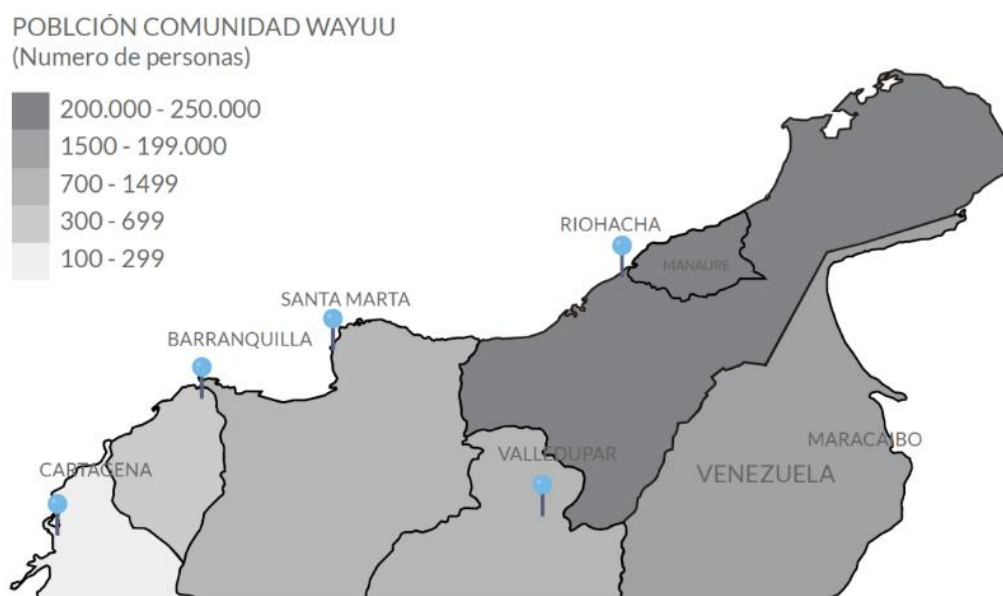 POBLCIÓN COMUNIDAD WAYUU
(Numero de personas)
200.000 - 250.000
1500 - 199.000
700 - 1499
300 - 699
100 - 299
RIOHACHA
MANAURE
SANTA MARTA
BARRANQUILLA
MARACAIBO
VALLEDUPAR
CARTAGENA
VENEZUELA